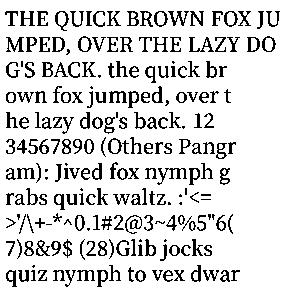 THE QUICK BROWN FOX JU
MPED, OVER THE LAZY DO
G'S BACK. the quick br
own fox jumped, over t
he lazy dog's back. 12
34567890 (Others Pangr
am): Jived fox nymph g
rabs quick waltz. :'<=
>'/\+-*^0.1#2@3~4%5"6(
7)8&9$ (28)Glib jocks
quiz nymph to vex dwar